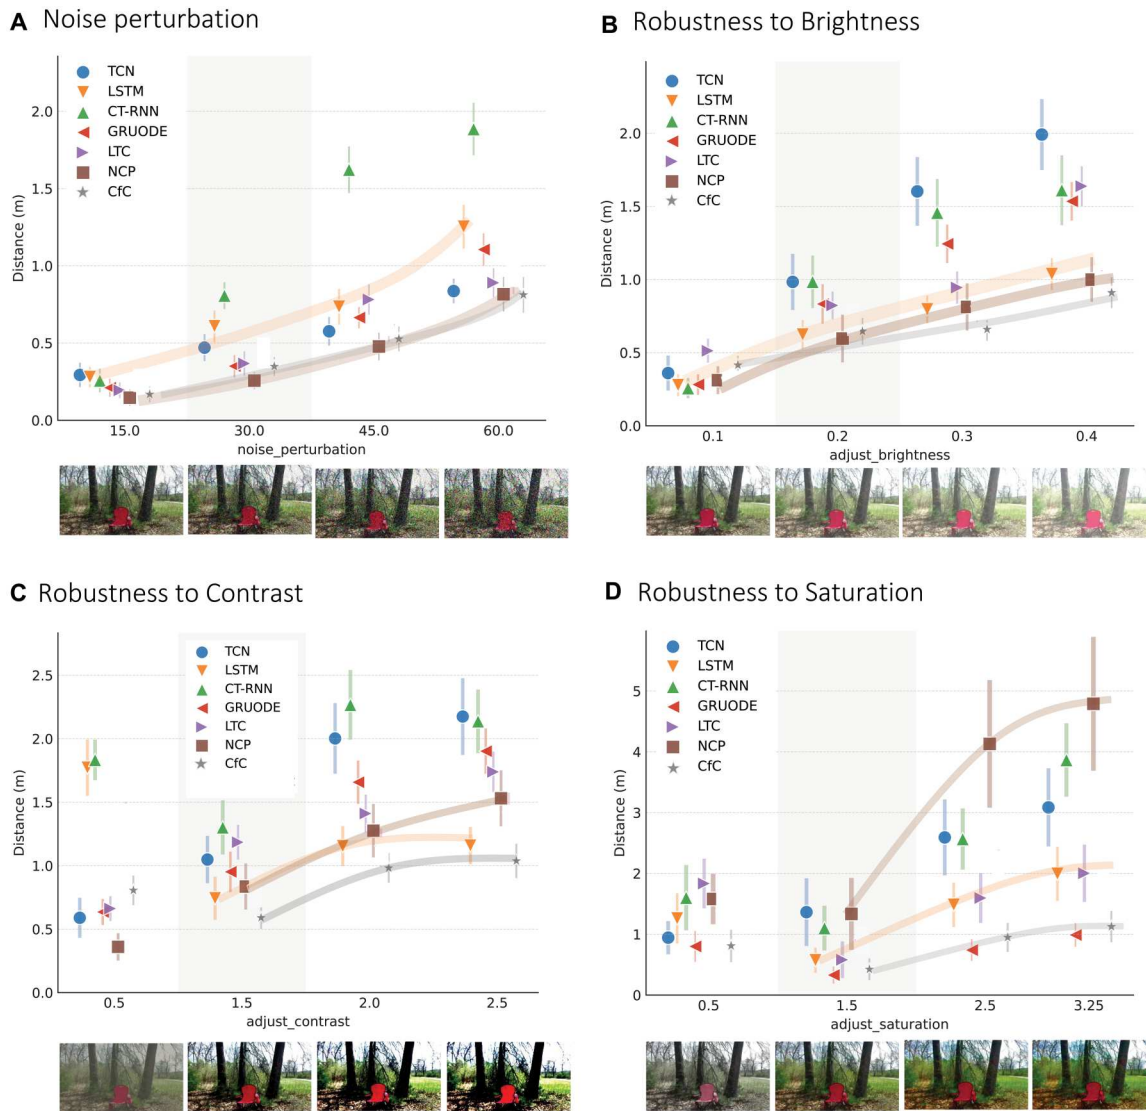 A Noise perturbation
TCN
LSTM
CT-RNN
GRUODE
LTC
NCP
CfC
Distance (m)
2.0
1.5
1.0
0.5
0.0
15.0 30.0 45.0 60.0
noise_perturbation
B Robustness to Brightness
TCN
LSTM
CT-RNN
GRUODE
LTC
NCP
CfC
Distance (m)
2.0
1.5
1.0
0.5
0.0
0.1 0.2 0.3 0.4
adjust_brightness
C Robustness to Contrast
TCN
LSTM
CT-RNN
GRUODE
LTC
NCP
CfC
Distance (m)
2.5
2.0
1.5
1.0
0.5
0.0
0.5 1.5 2.0 2.5
adjust_contrast
D Robustness to Saturation
TCN
LSTM
CT-RNN
GRUODE
LTC
NCP
CfC
Distance (m)
5
4
3
2
1
0
0.5 1.5 2.5 3.25
adjust_saturation